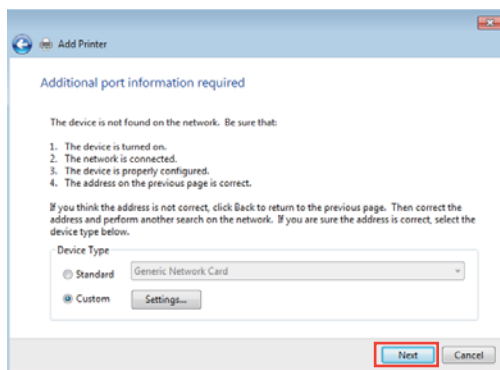 Add Printer
Additional port information required
The device is not found on the network. Be sure that:
1. The device is turned on.
2. The network is connected.
3. The device is properly configured.
4. The address on the previous page is correct.
If you think the address is not correct, click Back to return to the previous page. Then correct the
address and perform another search on the network. If you are sure the address is correct, select the
device type below.
Device Type
Standard Generic Network Card
Custom Settings...
Next Cancel